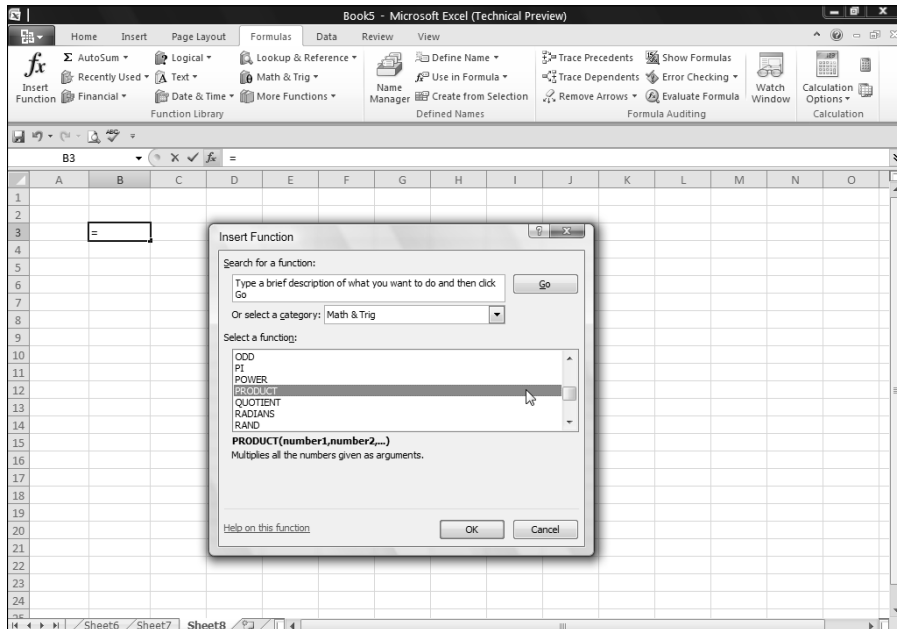 Book5 - Microsoft Excel (Technical Preview)
Home Insert Page Layout Formulas Data Review View
fx Insert Function
Σ AutoSum
Recently Used
Financial
Logical
Text
Date & Time
Lookup & Reference
Math & Trig
More Functions
Function Library
Name Manager
Define Name
Use in Formula
Create from Selection
Defined Names
Trace Precedents
Trace Dependents
Remove Arrows
Show Formulas
Error Checking
Evaluate Formula
Formula Auditing
Watch Window
Calculation Options
Calculation
B3 fx =
A B C D E F G H I J K L M N O
1
2
3 =
4
5
6
7
8
9
10
11
12
13
14
15
16
17
18
19
20
21
22
23
24
25
Insert Function
Search for a function:
Type a brief description of what you want to do and then click
Go
Go
Or select a category: Math & Trig
Select a function:
ODD
PI
POWER
PRODUCT
QUOTIENT
RADIANS
RAND
PRODUCT(number1,number2,...)
Multiplies all the numbers given as arguments.
Help on this function
OK Cancel
Sheet6 Sheet7 Sheet8